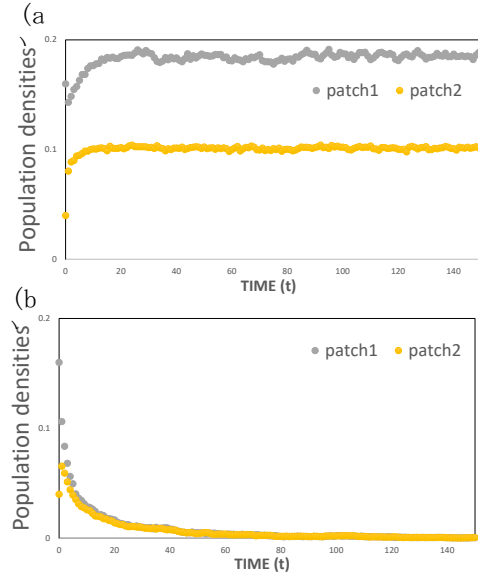 (a
Population densities
0.2
patch1 patch2
0.1
0
0 20 40 60 80 100 120 140
TIME (t)
(b)
Population densities
0.2
patch1 patch2
0.1
0
0 20 40 60 80 100 120 140
TIME (t)